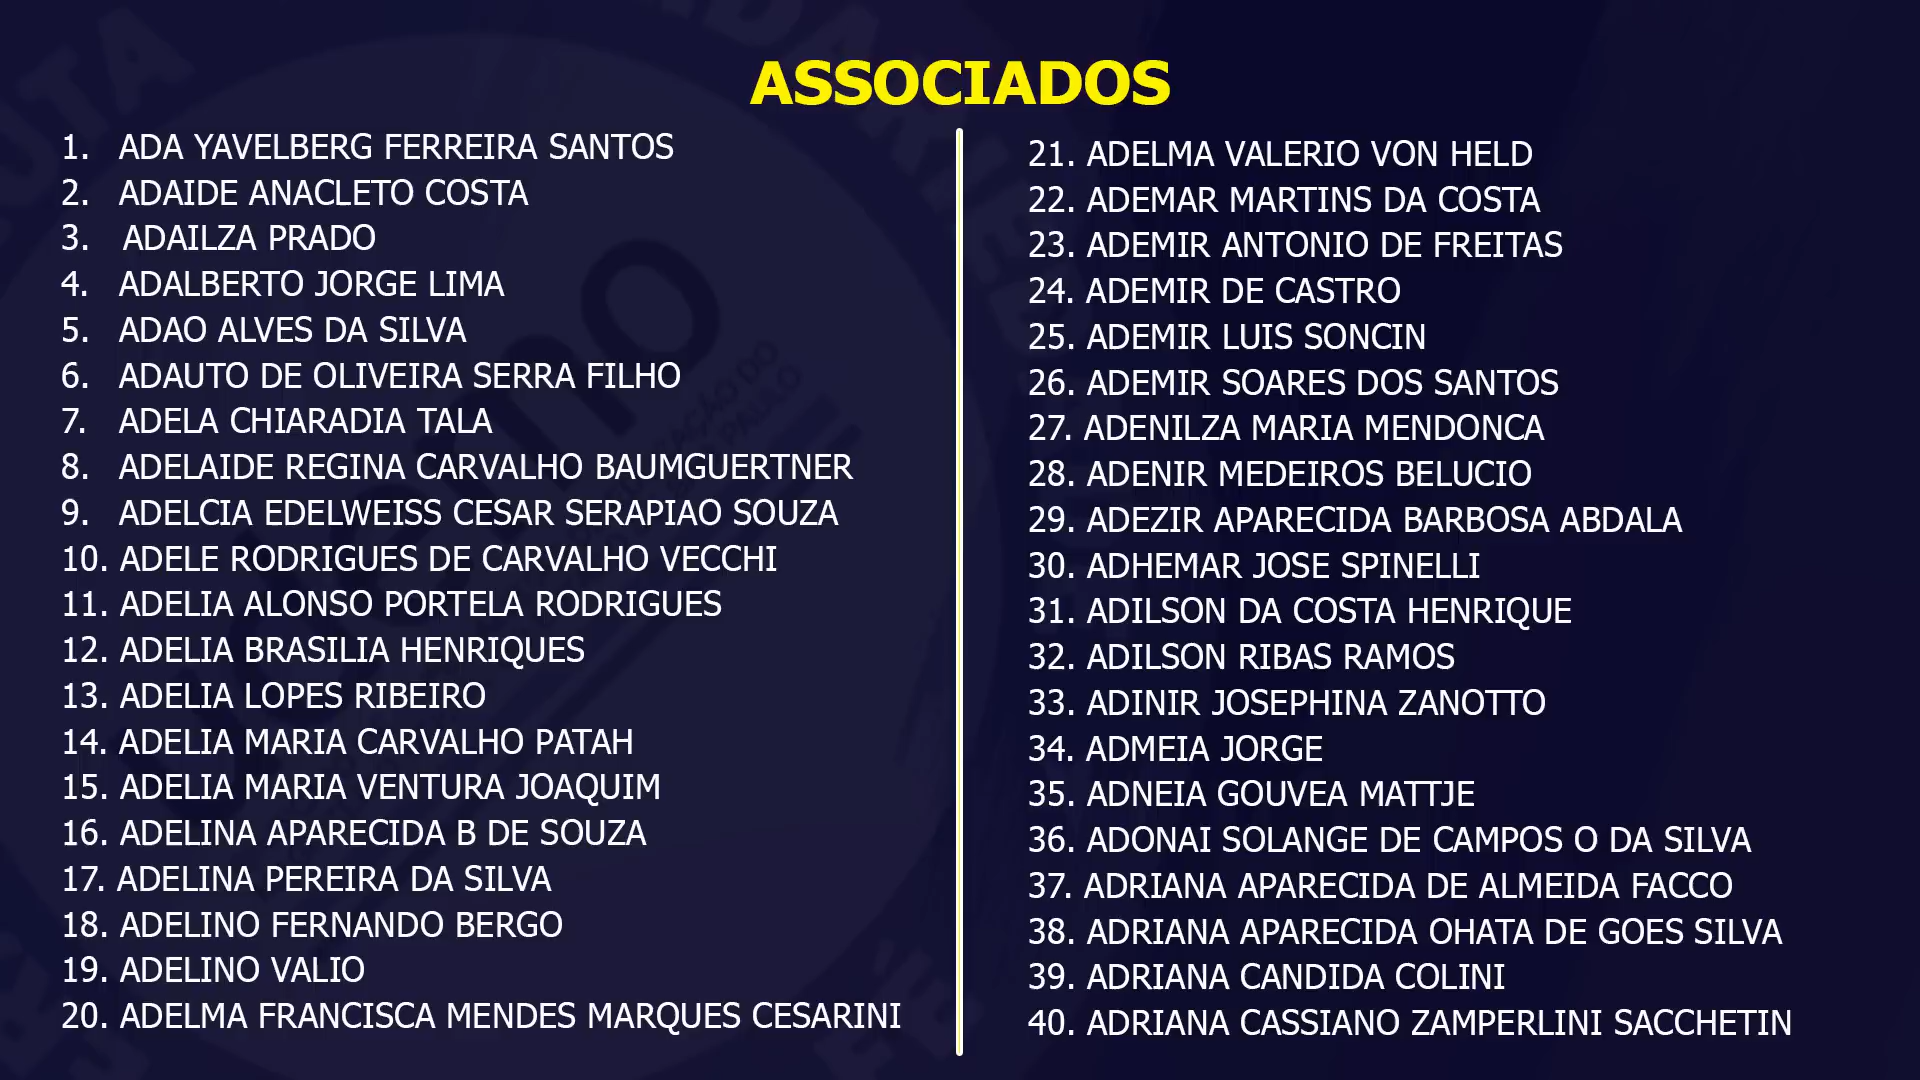 ASSOCIADOS
1. ADA YAVELBERG FERREIRA SANTOS
2. ADAIDE ANACLETO COSTA
3. ADAILZA PRADO
4. ADALBERTO JORGE LIMA
5. ADAO ALVES DA SILVA
6. ADAUTO DE OLIVEIRA SERRA FILHO
7. ADELA CHIARADIA TALA
8. ADELAIDE REGINA CARVALHO BAUMGUERTNER
9. ADELCIA EDELWEISS CESAR SERAPIAO SOUZA
10. ADELE RODRIGUES DE CARVALHO VECCHI
11. ADELIA ALONSO PORTELA RODRIGUES
12. ADELIA BRASILIA HENRIQUES
13. ADELIA LOPES RIBEIRO
14. ADELIA MARIA CARVALHO PATAH
15. ADELIA MARIA VENTURA JOAQUIM
16. ADELINA APARECIDA B DE SOUZA
17. ADELINA PEREIRA DA SILVA
18. ADELINO FERNANDO BERGO
19. ADELINO VALIO
20. ADELMA FRANCISCA MENDES MARQUES CESARINI
21. ADELMA VALERIO VON HELD
22. ADEMAR MARTINS DA COSTA
23. ADEMIR ANTONIO DE FREITAS
24. ADEMIR DE CASTRO
25. ADEMIR LUIS SONCIN
26. ADEMIR SOARES DOS SANTOS
27. ADENILZA MARIA MENDONCA
28. ADENIR MEDEIROS BELUCIO
29. ADEZIR APARECIDA BARBOSA ABDALA
30. ADHEMAR JOSE SPINELLI
31. ADILSON DA COSTA HENRIQUE
32. ADILSON RIBAS RAMOS
33. ADINIR JOSEPHINA ZANOTTO
34. ADMEIA JORGE
35. ADNEIA GOUVEA MATTJE
36. ADONAI SOLANGE DE CAMPOS O DA SILVA
37. ADRIANA APARECIDA DE ALMEIDA FACCO
38. ADRIANA APARECIDA OHATA DE GOES SILVA
39. ADRIANA CANDIDA COLINI
40. ADRIANA CASSIANO ZAMPERLINI SACCHETIN